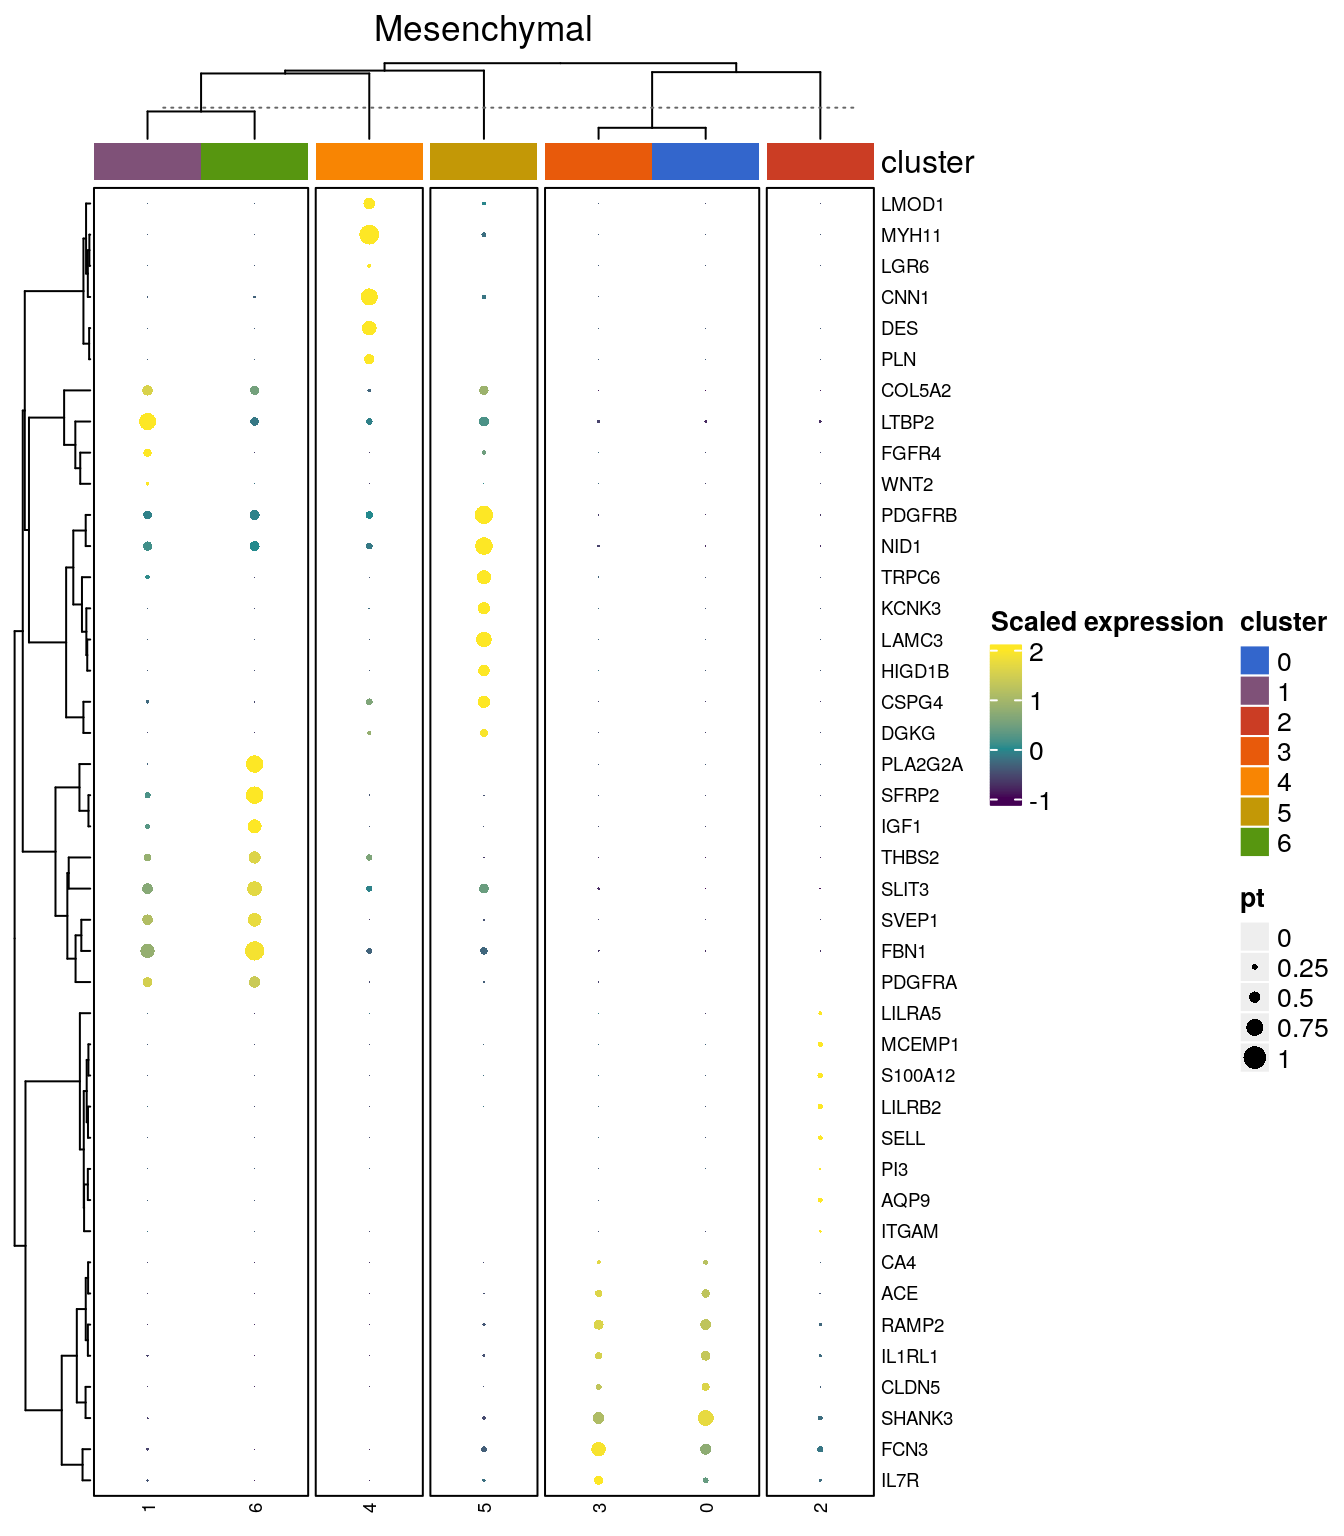 Mesenchymal
cluster
LMOD1
MYH11
LGR6
CNN1
DES
PLN
COL5A2
LTBP2
FGFR4
WNT2
PDGFRB
NID1
TRPC6
KCNK3
LAMC3
HIGD1B
CSPG4
DGKG
PLA2G2A
SFRP2
IGF1
THBS2
SLIT3
SVEP1
FBN1
PDGFRA
LILRA5
MCEMP1
S100A12
LILRB2
SELL
PI3
AQP9
ITGAM
CA4
ACE
RAMP2
IL1RL1
CLDN5
SHANK3
FCN3
IL7R
1 6 4 5 3 0 2
Scaled expression
2
1
0
-1
cluster
0
1
2
3
4
5
6
pt
0
0.25
0.5
0.75
1